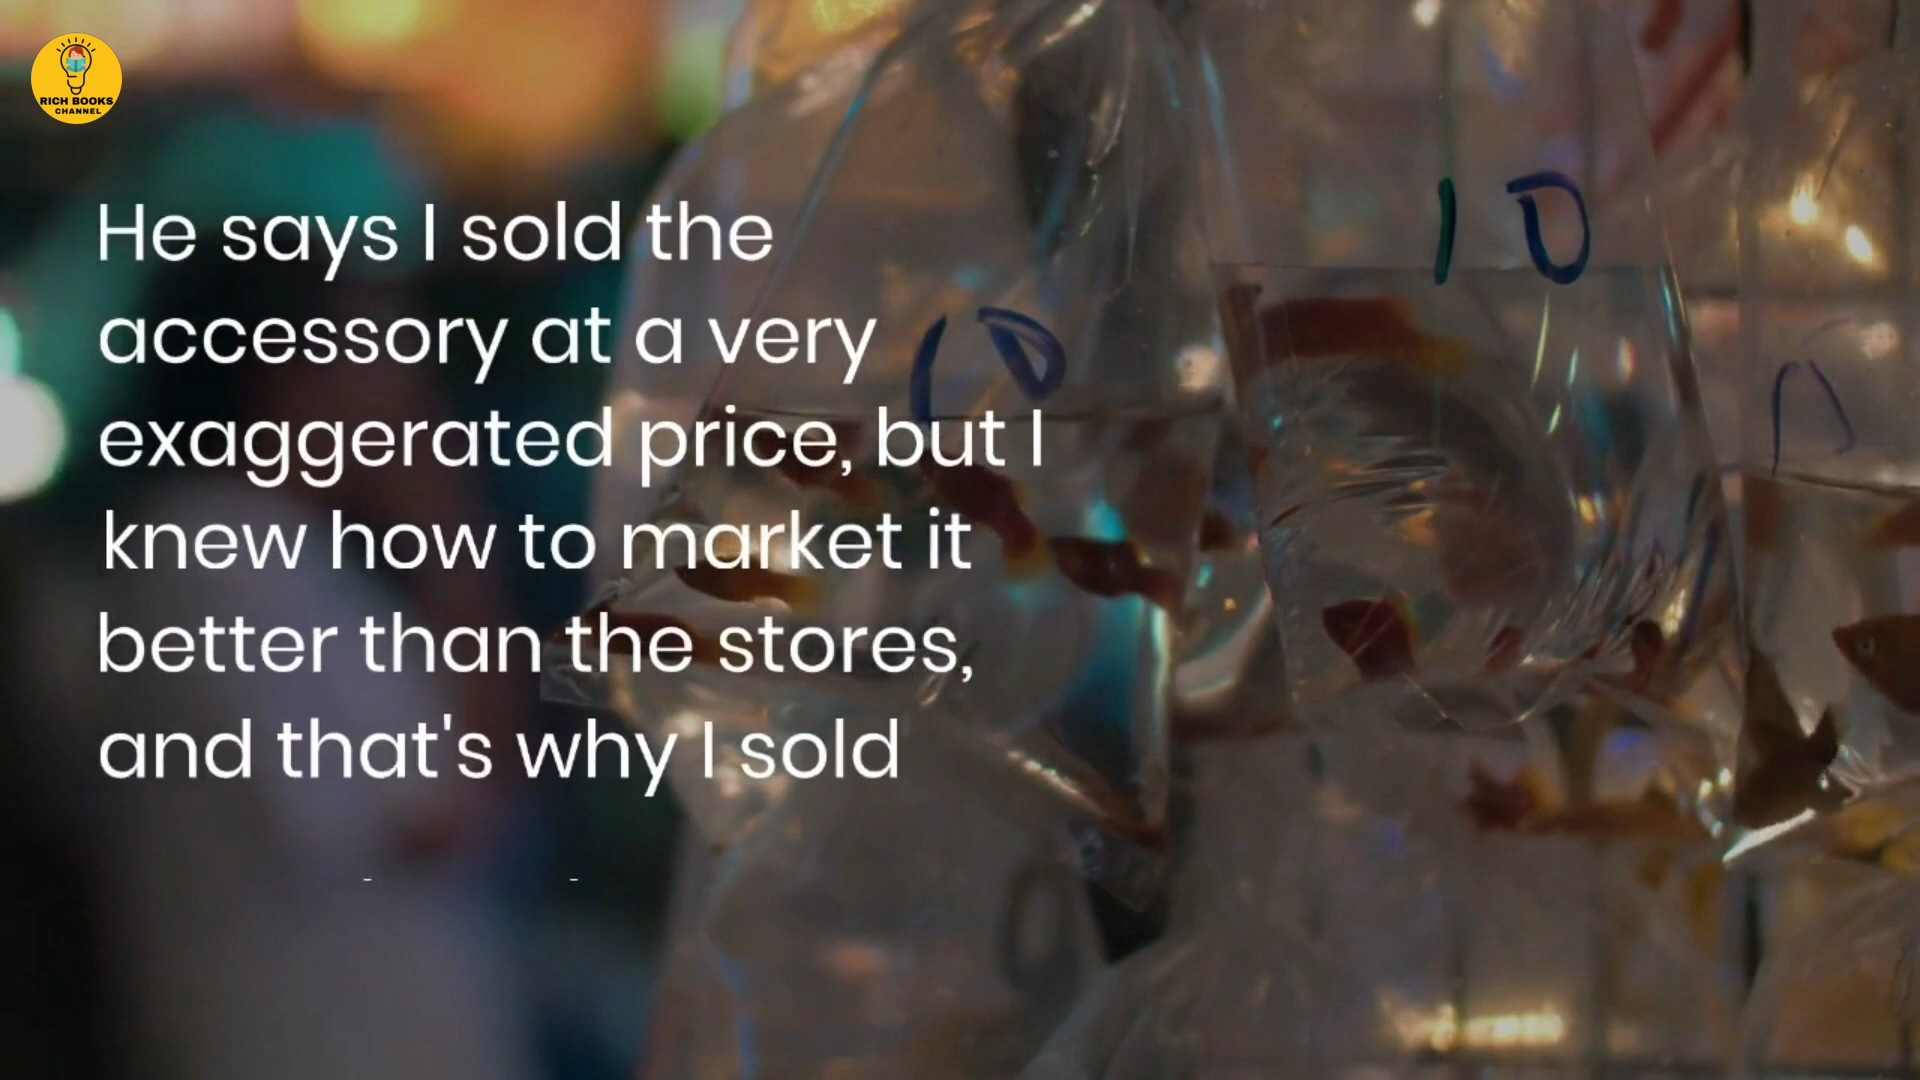 RICH BOOKS
CHANNEL
He says I sold the
accessory at a very
exaggerated price, but I
knew how to market it
better than the stores,
and that's why I sold
10
10